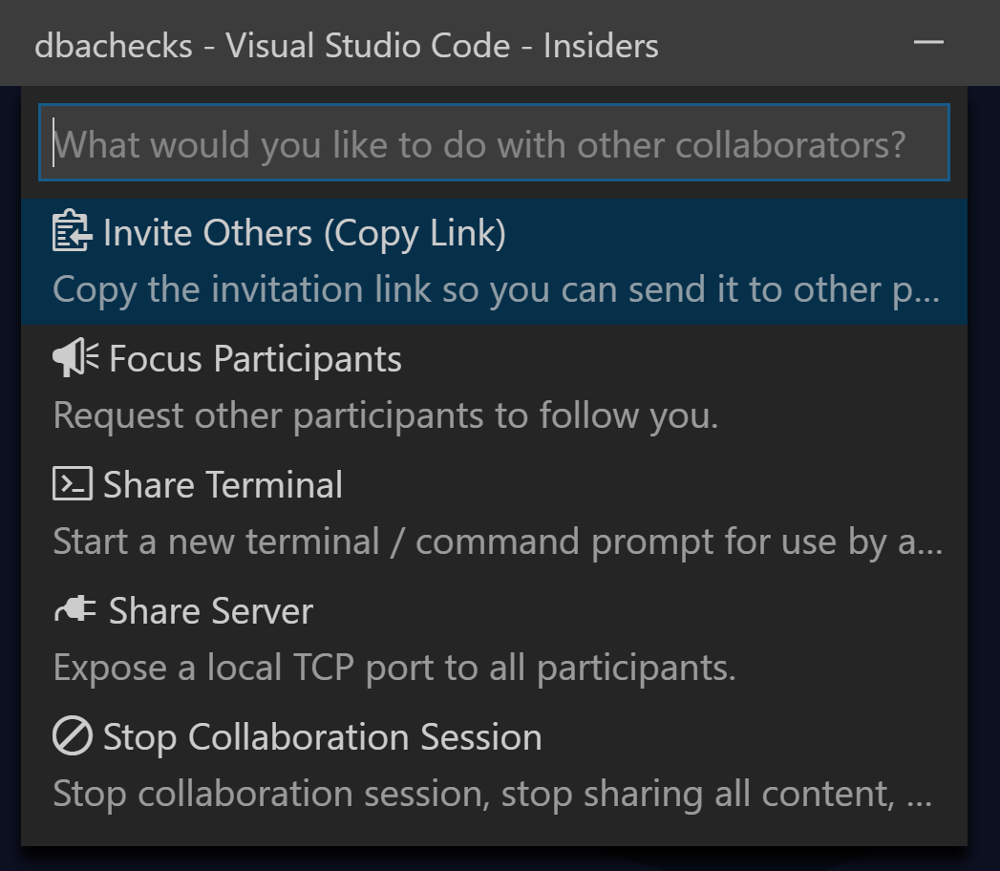 dbachecks - Visual Studio Code - Insiders
What would you like to do with other collaborators?
Invite Others (Copy Link)
Copy the invitation link so you can send it to other p...
Focus Participants
Request other participants to follow you.
Share Terminal
Start a new terminal / command prompt for use by a...
Share Server
Expose a local TCP port to all participants.
Stop Collaboration Session
Stop collaboration session, stop sharing all content, ...